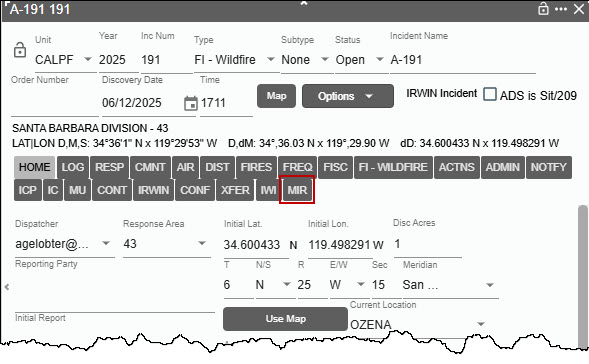 A-191 191
Unit Year Inc Num Type Subtype Status Incident Name
CALPF 2025 191 FI - Wildfire None Open A-191
Order Number Discovery Date Time
06/12/2025 1711 Map Options IRWIN Incident ADS is Sit/209
SANTA BARBARA DIVISION - 43
LAT|LON D,M,S: 34°36'1" N x 119°29'53" W D,dM: 34°,36.03 N x 119°,29.90 W dD: 34.600433 N x 119.498291 W
HOME LOG RESP CMNT AIR DIST FIRES FREQ FISC FI - WILDFIRE ACTNS ADMIN NOTFY
ICP IC MU CONT IRWIN CONF XFER IWI MIR
Dispatcher Response Area Initial Lat. Initial Lon. Disc Acres
agelobter@... 43 34.600433 N 119.498291 W 1
Reporting Party T N/S R E/W Sec Meridian
6 N 25 W 15 San ...
Initial Report Use Map Current Location
OZENA